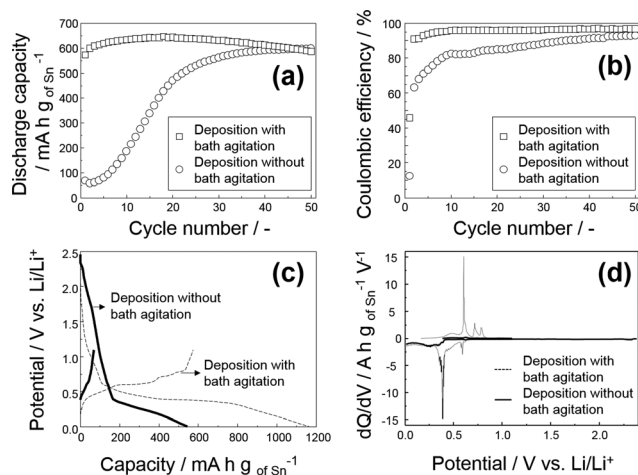 700
600
500
400
300
200
100
0
0 10 20 30 40 50
Discharge capacity
/ mA h g of Sn⁻¹
Cycle number / -
(a)
Deposition with
bath agitation
Deposition without
bath agitation
100
80
60
40
20
0
0 10 20 30 40 50
Coulombic efficiency / %
Cycle number / -
(b)
Deposition with
bath agitation
Deposition without
bath agitation
2.5
2.0
1.5
1.0
0.5
0.0
0 200 400 600 800 1000 1200
Potential / V vs. Li/Li⁺
Capacity / mA h g of Sn⁻¹
(c)
Deposition without
bath agitation
Deposition with
bath agitation
15
10
5
0
-5
-10
-15
0.0 0.5 1.0 1.5 2.0
dQ/dV / A h g of Sn⁻¹ V⁻¹
Potential / V vs. Li/Li⁺
(d)
Deposition with
bath agitation
Deposition without
bath agitation